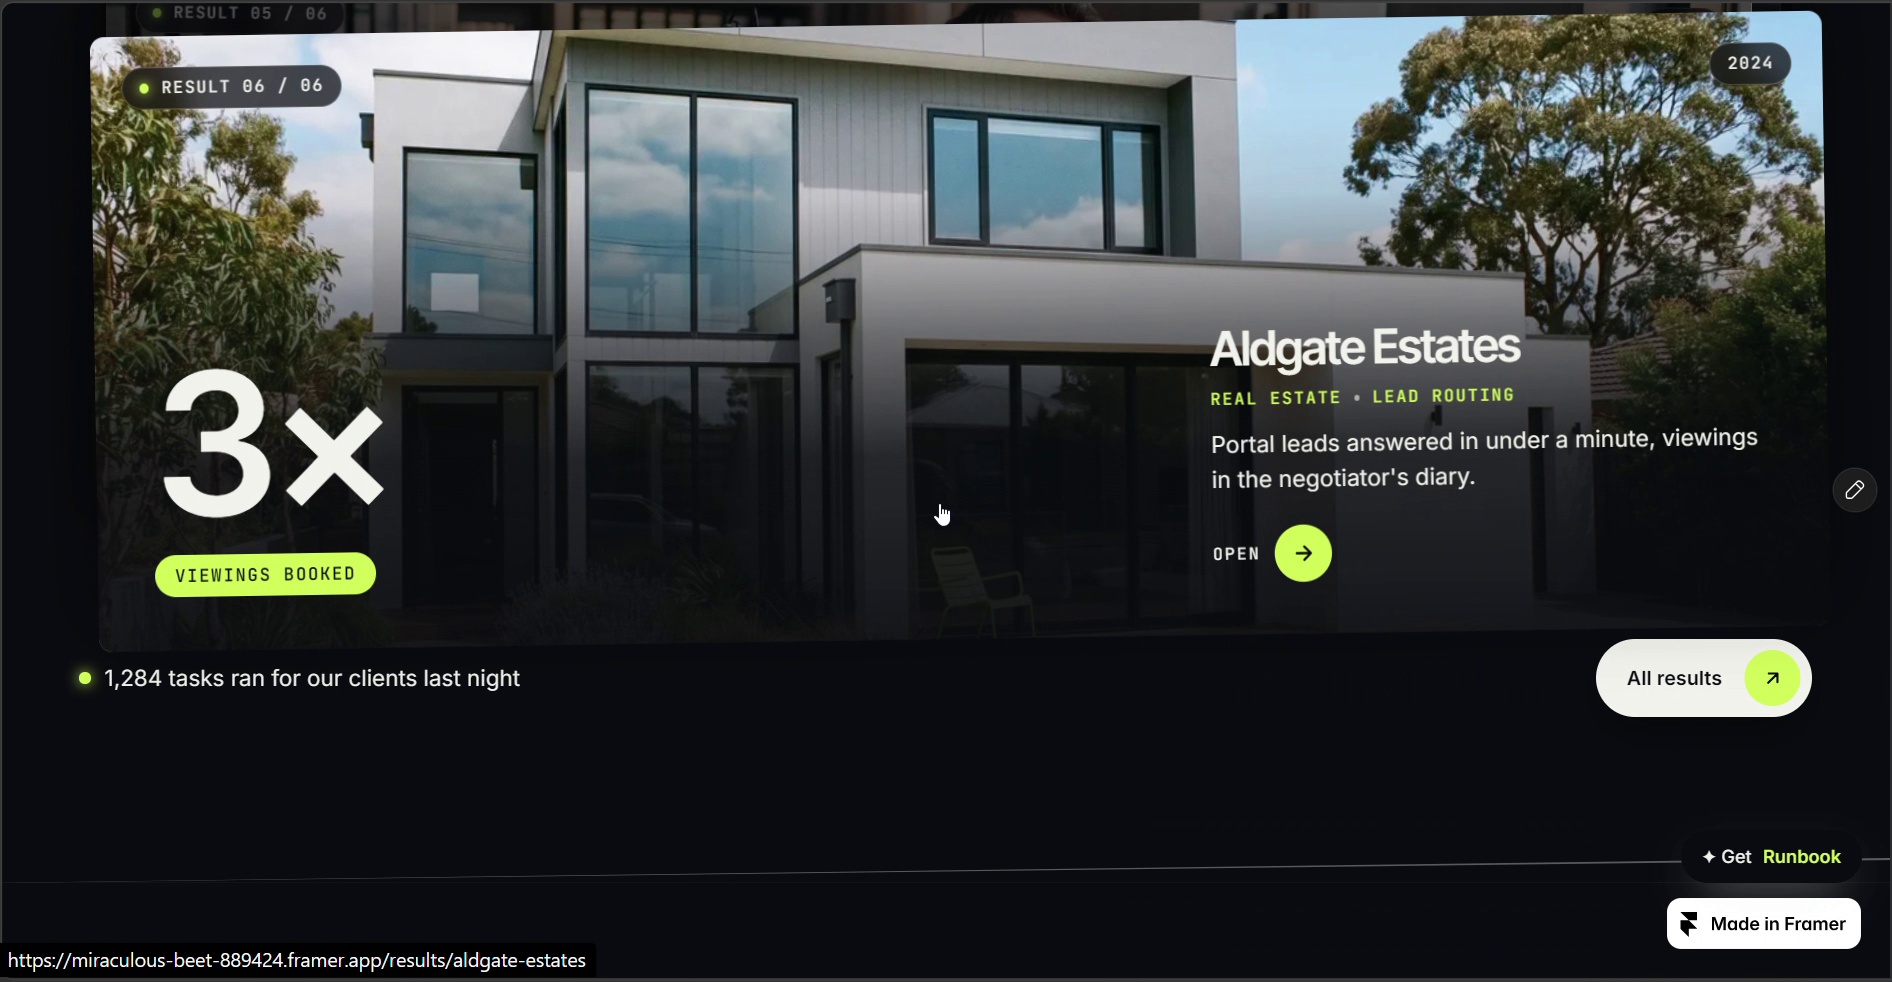 RESULT 05 / 06
RESULT 06 / 06
2024
3×
VIEWINGS BOOKED
Aldgate Estates
REAL ESTATE • LEAD ROUTING
Portal leads answered in under a minute, viewings
in the negotiator's diary.
OPEN
1,284 tasks ran for our clients last night
All results
Get Runbook
Made in Framer
https://miraculous-beet-889424.framer.app/results/aldgate-estates